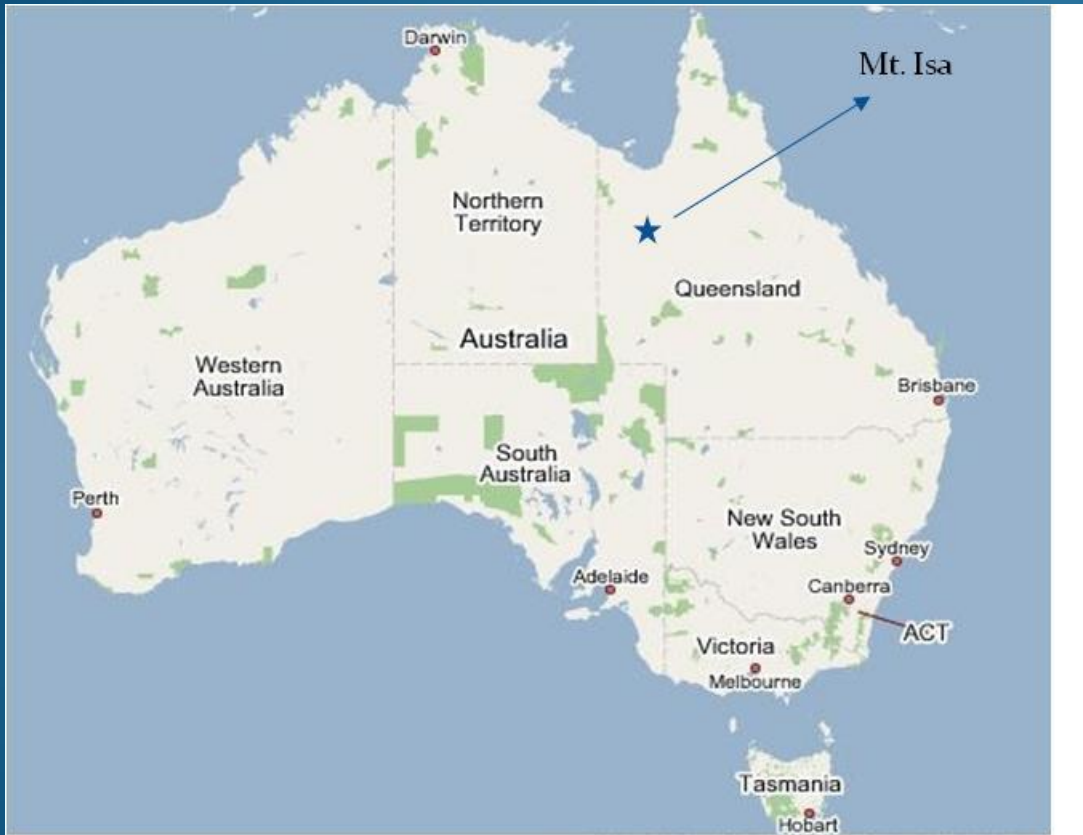 Darwin
Mt. Isa
Northern
Territory
Queensland
Australia
Western
Australia
Brisbane
South
Australia
Perth
New South
Wales
Sydney
Adelaide
Canberra
ACT
Victoria
Melbourne
Tasmania
Hobart